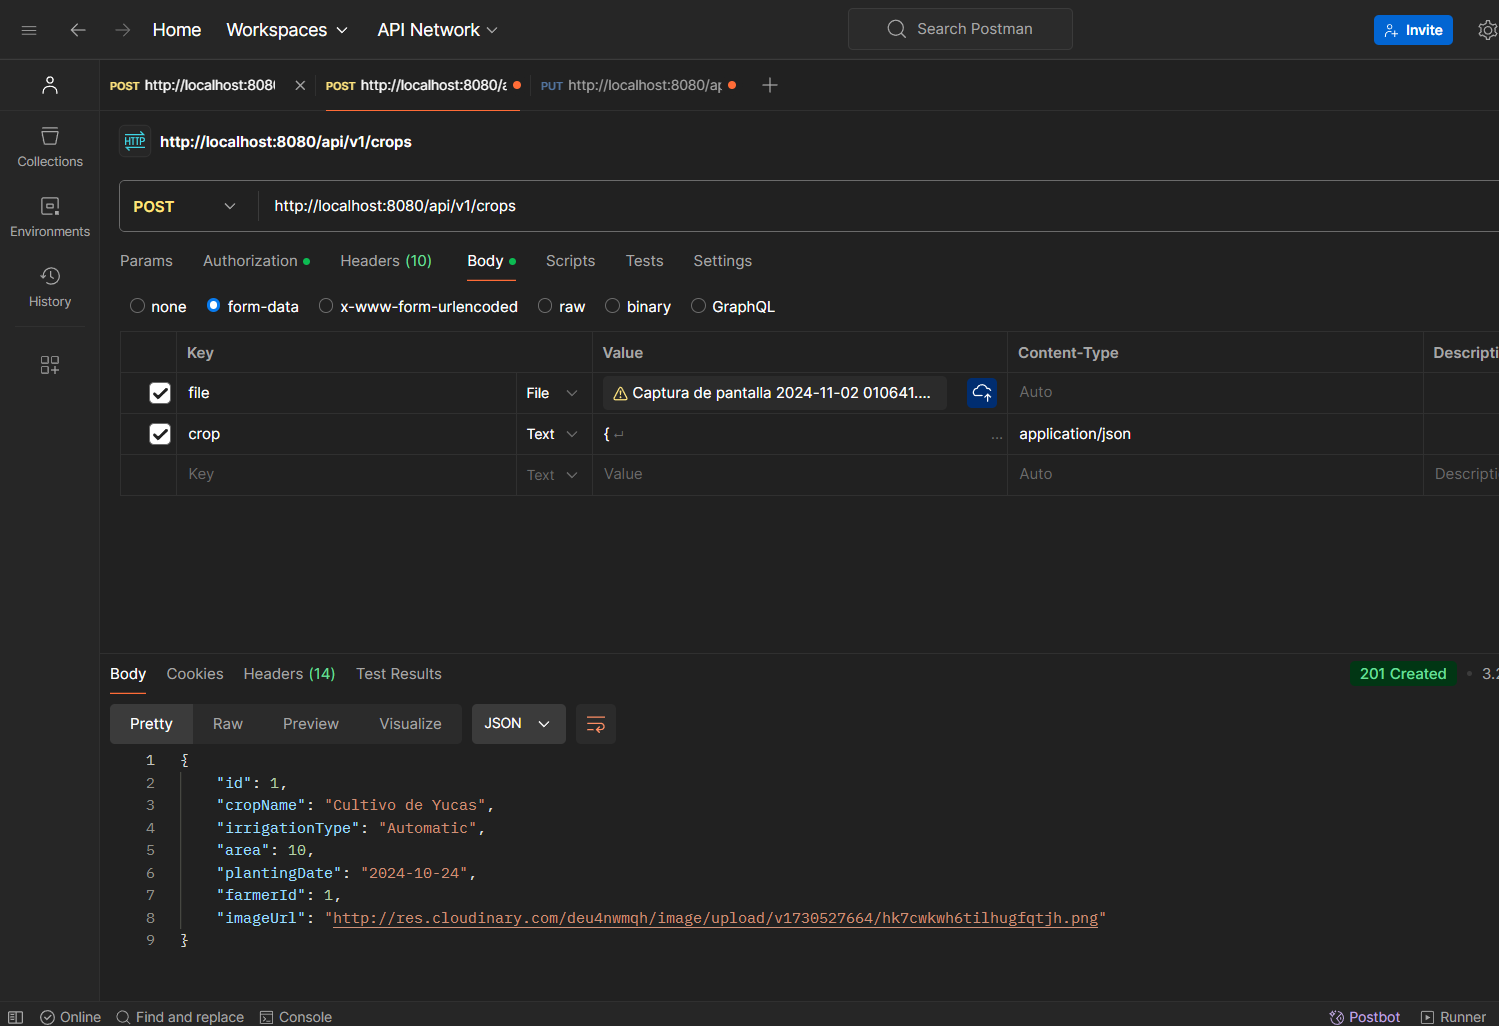 Home Workspaces API Network Search Postman Invite
POST http://localhost:808 POST http://localhost:8080/a PUT http://localhost:8080/ap
Collections
Environments
History
HTTP http://localhost:8080/api/v1/crops
POST http://localhost:8080/api/v1/crops
Params Authorization Headers (10) Body Scripts Tests Settings
none form-data x-www-form-urlencoded raw binary GraphQL
Key Value Content-Type Descripti
file File Captura de pantalla 2024-11-02 010641.... Auto
crop Text { ↵ ... application/json
Key Text Value Auto Descripti
Body Cookies Headers (14) Test Results 201 Created • 3.2
Pretty Raw Preview Visualize JSON
1 {
2 "id": 1,
3 "cropName": "Cultivo de Yucas",
4 "irrigationType": "Automatic",
5 "area": 10,
6 "plantingDate": "2024-10-24",
7 "farmerId": 1,
8 "imageUrl": "http://res.cloudinary.com/deu4nwmqh/image/upload/v1730527664/hk7cwkwh6tilhugfqtjh.png"
9 }
Online Find and replace Console Postbot Runner